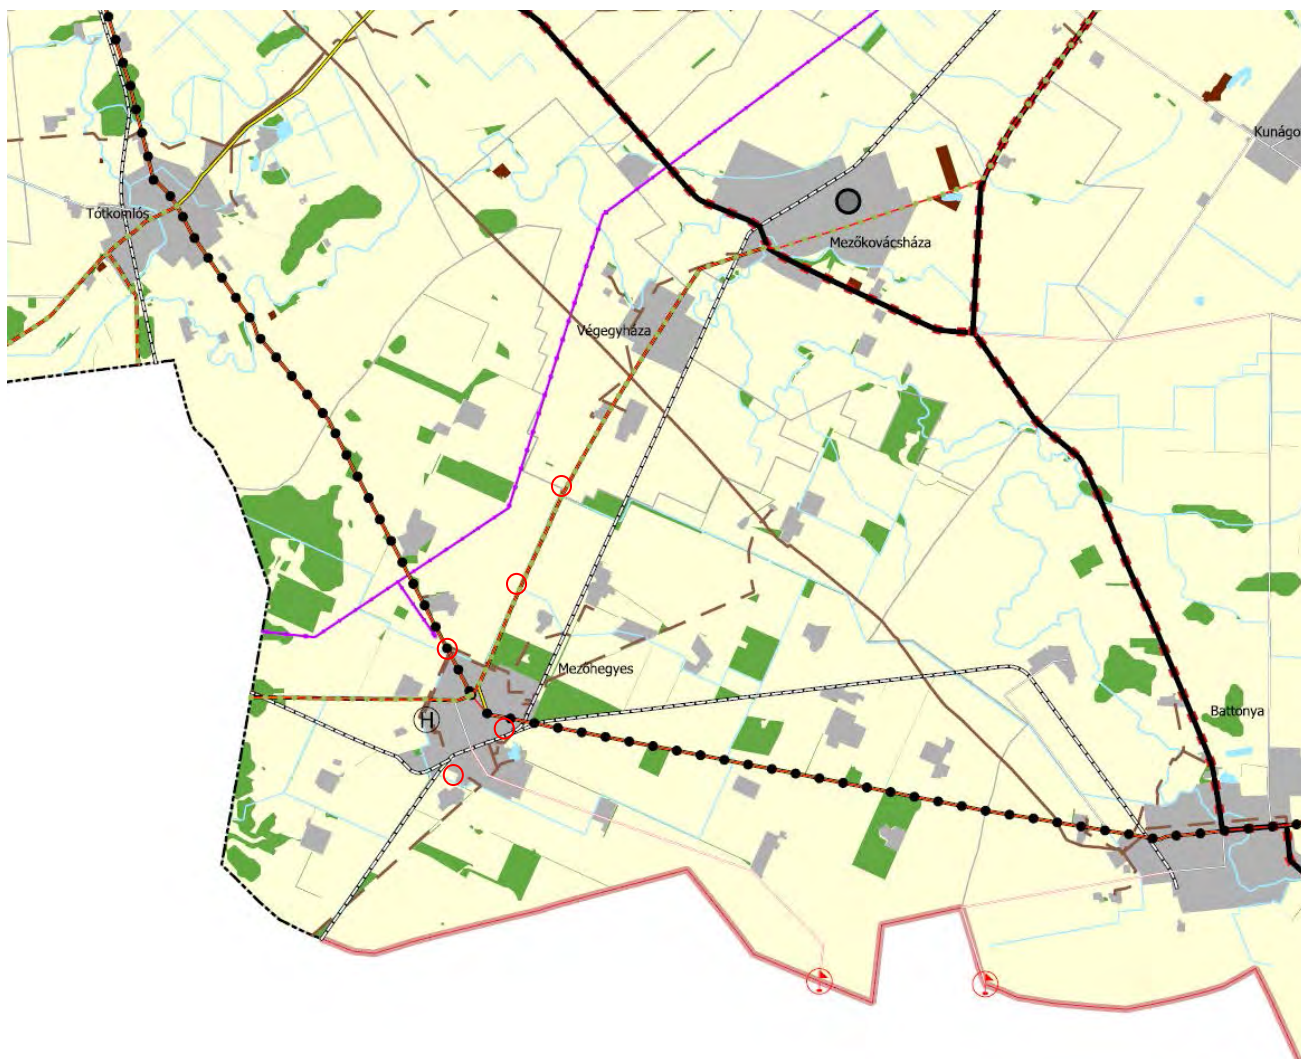 Kunágo
Tótkomlós
Mezőkovácsháza
Végegyháza
Mezőhegyes
Battonya
H